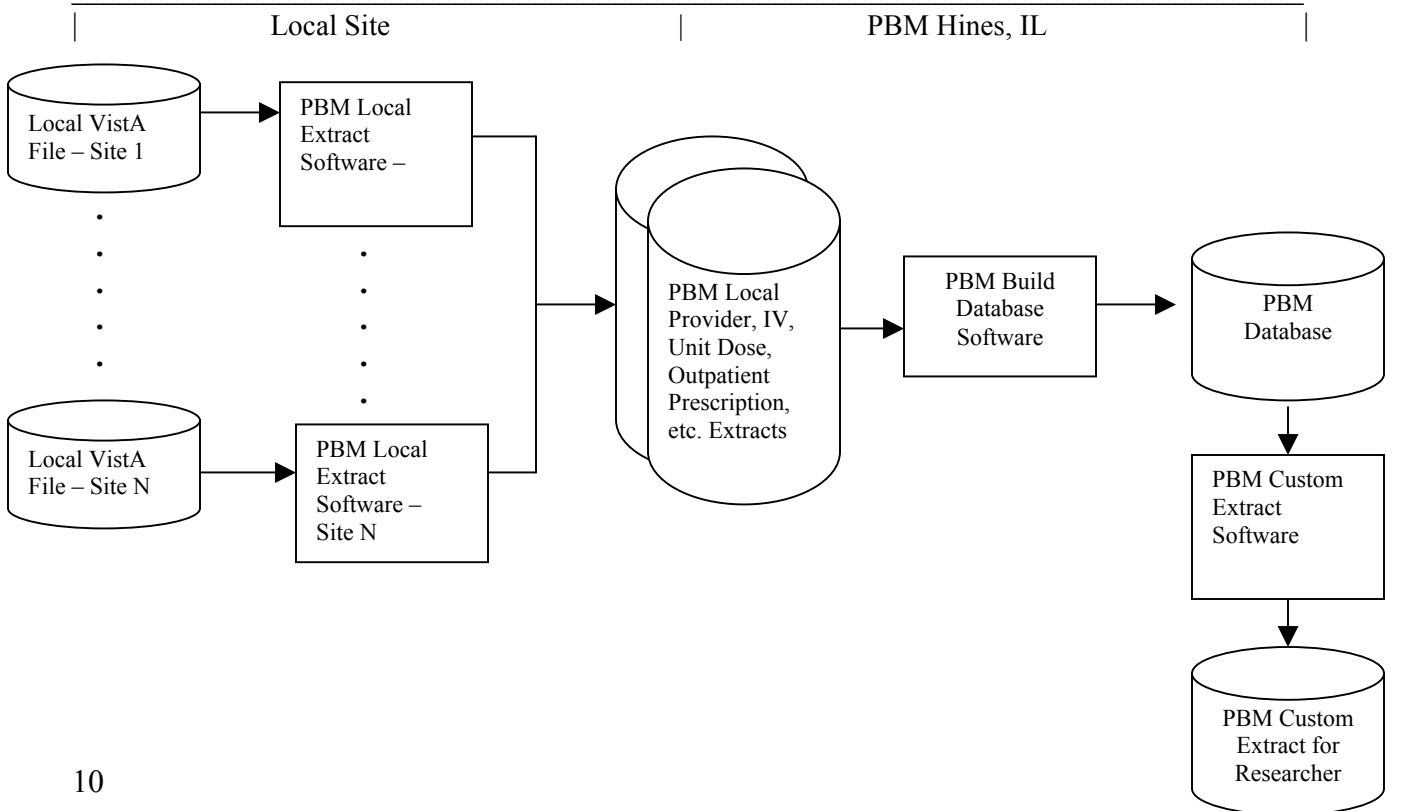 | Local Site | PBM Hines, IL |
Local VistA
File – Site 1
PBM Local
Extract
Software –
Local VistA
File – Site N
PBM Local
Extract
Software –
Site N
PBM Local
Provider, IV,
Unit Dose,
Outpatient
Prescription,
etc. Extracts
PBM Build
Database
Software
PBM
Database
PBM Custom
Extract
Software
PBM Custom
Extract for
Researcher
10